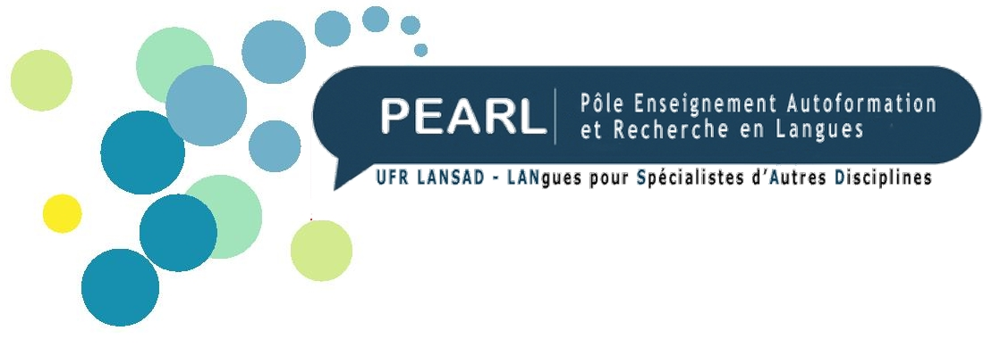 PEARL
Pôle Enseignement Autoformation
et Recherche en Langues
UFR LANSAD - LANgues pour Spécialistes d'Autres Disciplines